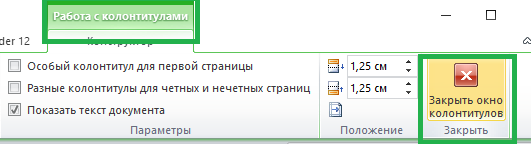 Работа с колонтитулами
der 12
Конструктор
Особый колонтитул для первой страницы
Разные колонтитулы для четных и нечетных страниц
Показать текст документа
Параметры
1,25 см
1,25 см
Положение
Закрыть окно
колонтитулов
Закрыть